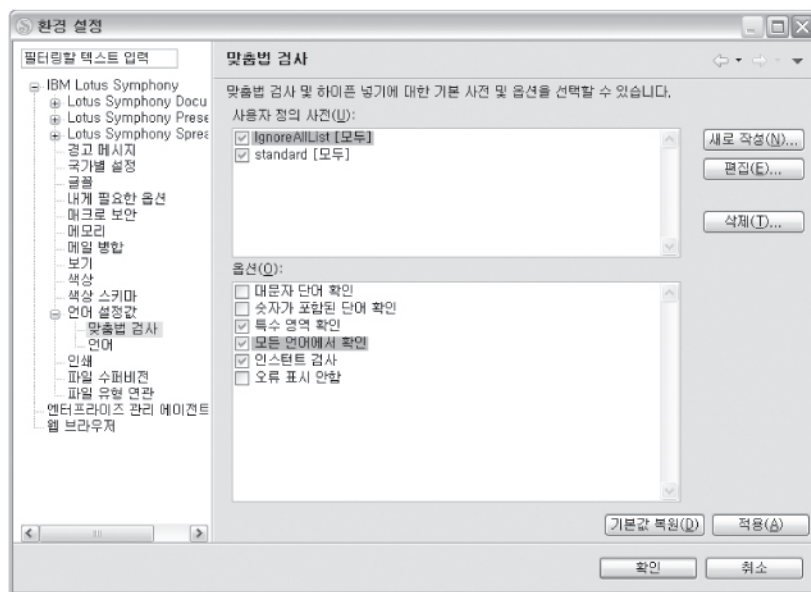 환경 설정
필터링할 텍스트 입력
IBM Lotus Symphony
Lotus Symphony Docu
Lotus Symphony Prese
Lotus Symphony Sprea
경고 메시지
국가별 설정
글꼴
내게 필요한 옵션
매크로 보안
메모리
메일 병합
보기
색상
색상 스키마
언어 설정값
맞춤법 검사
언어
인쇄
파일 수퍼비전
파일 유형 연관
엔터프라이즈 관리 에이전트
웹 브라우저
맞춤법 검사
맞춤법 검사 및 하이픈 넣기에 대한 기본 사전 및 옵션을 선택할 수 있습니다.
사용자 정의 사전(U):
IgnoreAllList [모두]
standard [모두]
새로 작성(N)...
편집(E)...
삭제(T)...
옵션(O):
대문자 단어 확인
숫자가 포함된 단어 확인
특수 영역 확인
모든 언어에서 확인
인스턴트 검사
오류 표시 안함
기본값 복원(D)
적용(A)
확인
취소